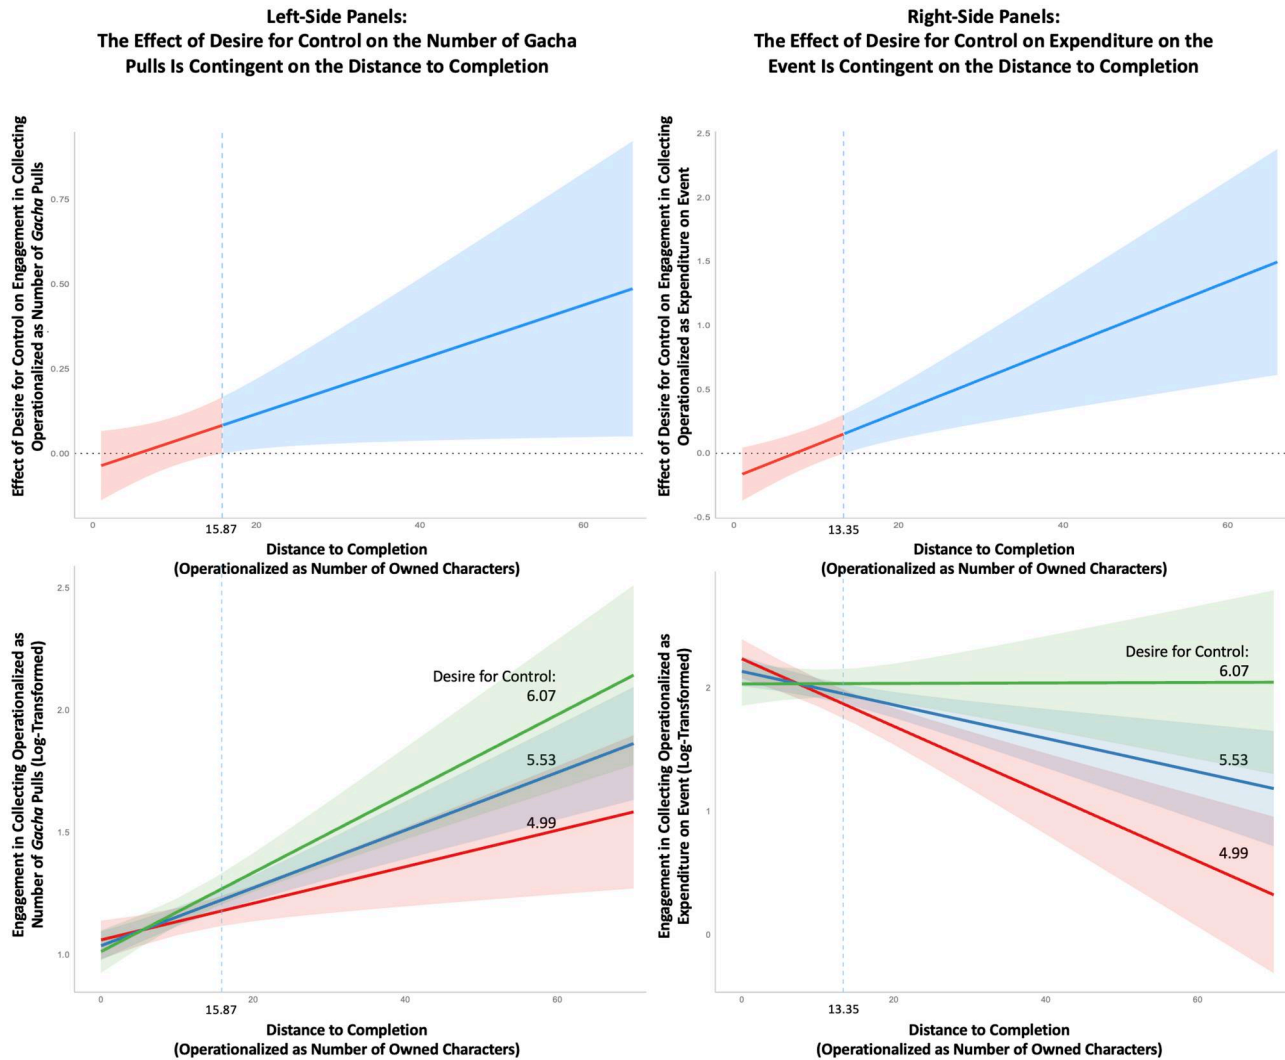 Left-Side Panels:
The Effect of Desire for Control on the Number of Gacha
Pulls Is Contingent on the Distance to Completion
Right-Side Panels:
The Effect of Desire for Control on Expenditure on the
Event Is Contingent on the Distance to Completion
Effect of Desire for Control on Engagement in Collecting
Operationalized as Number of Gacha Pulls
0.75
0.50
0.25
0.00
0
15.87
20
40
60
Distance to Completion
(Operationalized as Number of Owned Characters)
Effect of Desire for Control on Engagement in Collecting
Operationalized as Expenditure on Event
2.5
2.0
1.5
1.0
0.5
0.0
-0.5
0
13.35
20
40
60
Distance to Completion
(Operationalized as Number of Owned Characters)
Engagement in Collecting Operationalized as
Number of Gacha Pulls (Log-Transformed)
2.5
2.0
1.5
1.0
Desire for Control:
6.07
5.53
4.99
0
15.87
20
40
60
Distance to Completion
(Operationalized as Number of Owned Characters)
Engagement in Collecting Operationalized as
Expenditure on Event (Log-Transformed)
2
1
0
Desire for Control:
6.07
5.53
4.99
0
13.35
20
40
60
Distance to Completion
(Operationalized as Number of Owned Characters)